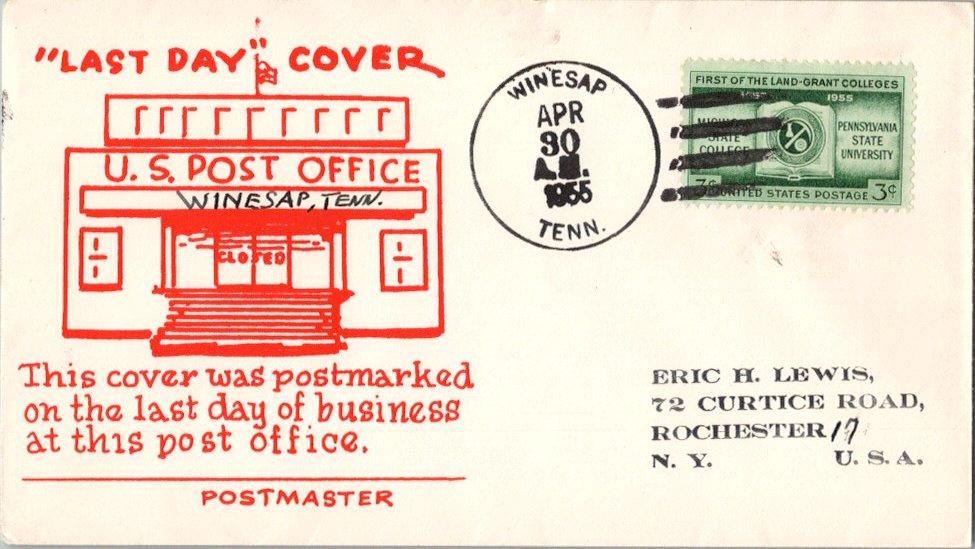 "LAST DAY" COVER
U.S. POST OFFICE
WINESAP, TENN.
CLOSED
This cover was postmarked
on the last day of business
at this post office.
POSTMASTER
WINESAP
APR
30
A.M.
1955
TENN.
FIRST OF THE LAND-GRANT COLLEGES
1955
MICHIGAN
STATE
COLLEGE
PENNSYLVANIA
STATE
UNIVERSITY
3¢ UNITED STATES POSTAGE 3¢
ERIC H. LEWIS,
72 CURTICE ROAD,
ROCHESTER 17
N. Y. U. S. A.